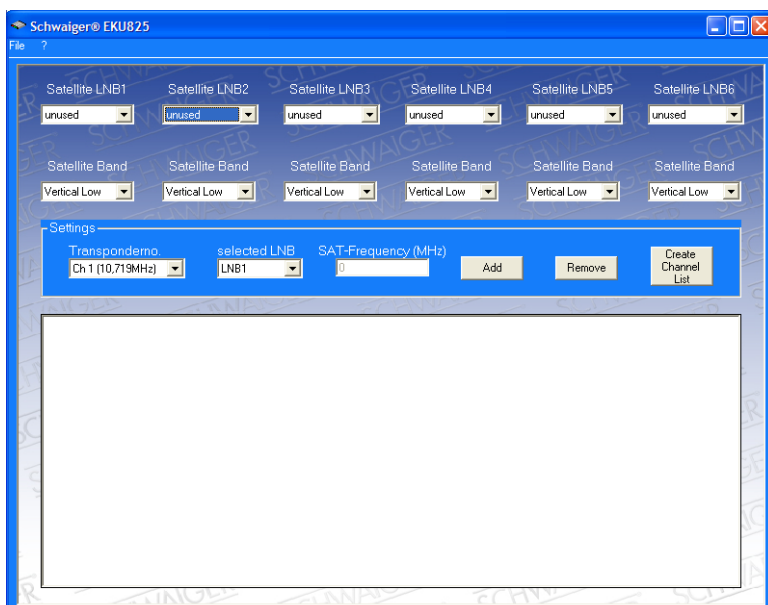 Schwaiger® EKU825
File ?
Satellite LNB1 Satellite LNB2 Satellite LNB3 Satellite LNB4 Satellite LNB5 Satellite LNB6
unused unused unused unused unused unused
Satellite Band Satellite Band Satellite Band Satellite Band Satellite Band Satellite Band
Vertical Low Vertical Low Vertical Low Vertical Low Vertical Low Vertical Low
Settings
Transponderno. selected LNB SAT-Frequency (MHz)
Ch 1 (10,719MHz) LNB1 0 Add Remove Create
Channel
List